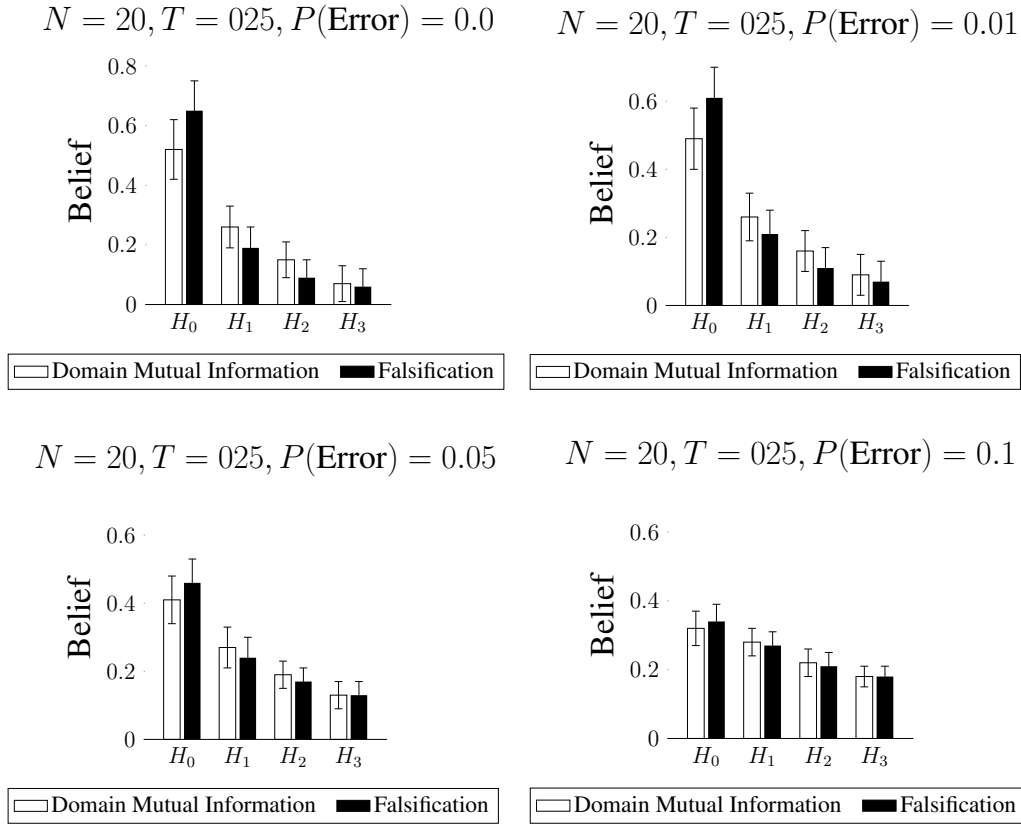 N = 20, T = 025, P(Error) = 0.0
0.8
0.6
0.4
0.2
0
Belief
H₀ H₁ H₂ H₃
Domain Mutual Information Falsification
N = 20, T = 025, P(Error) = 0.01
0.6
0.4
0.2
0
Belief
H₀ H₁ H₂ H₃
Domain Mutual Information Falsification
N = 20, T = 025, P(Error) = 0.05
0.6
0.4
0.2
0
Belief
H₀ H₁ H₂ H₃
Domain Mutual Information Falsification
N = 20, T = 025, P(Error) = 0.1
0.6
0.4
0.2
0
Belief
H₀ H₁ H₂ H₃
Domain Mutual Information Falsification